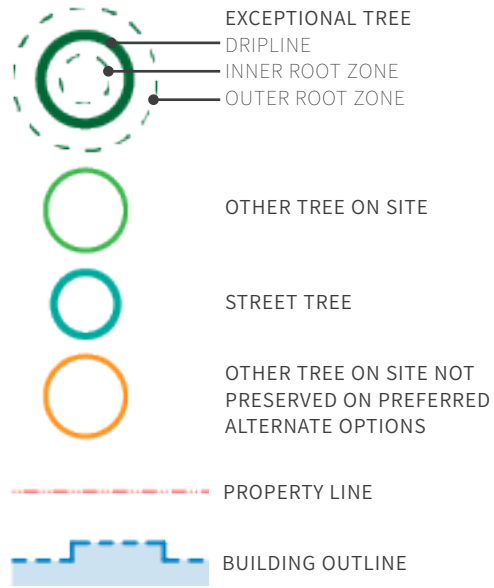 EXCEPTIONAL TREE
DRIPLINE
INNER ROOT ZONE
OUTER ROOT ZONE
OTHER TREE ON SITE
STREET TREE
OTHER TREE ON SITE NOT
PRESERVED ON PREFERRED
ALTERNATE OPTIONS
PROPERTY LINE
BUILDING OUTLINE